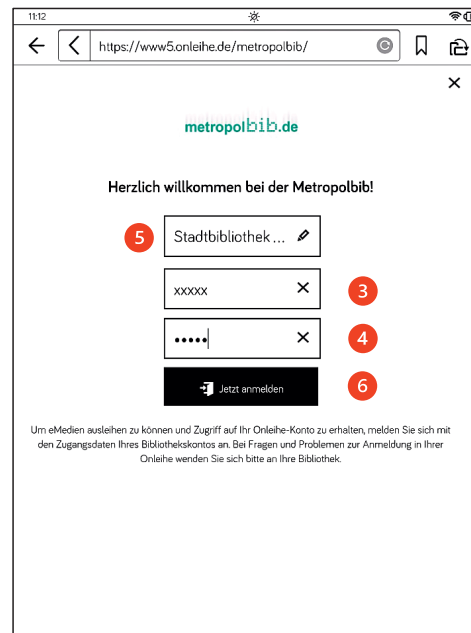 11:12
https://www5.onleihe.de/metropolbib/
metropolbib.de
Herzlich willkommen bei der Metropolbib!
5 Stadtbibliothek ...
xxxxx 3
•••••| 4
Jetzt anmelden 6
Um eMedien ausleihen zu können und Zugriff auf Ihr Onleihe-Konto zu erhalten, melden Sie sich mit
den Zugangsdaten Ihres Bibliothekskontos an. Bei Fragen und Problemen zur Anmeldung in Ihrer
Onleihe wenden Sie sich bitte an Ihre Bibliothek.